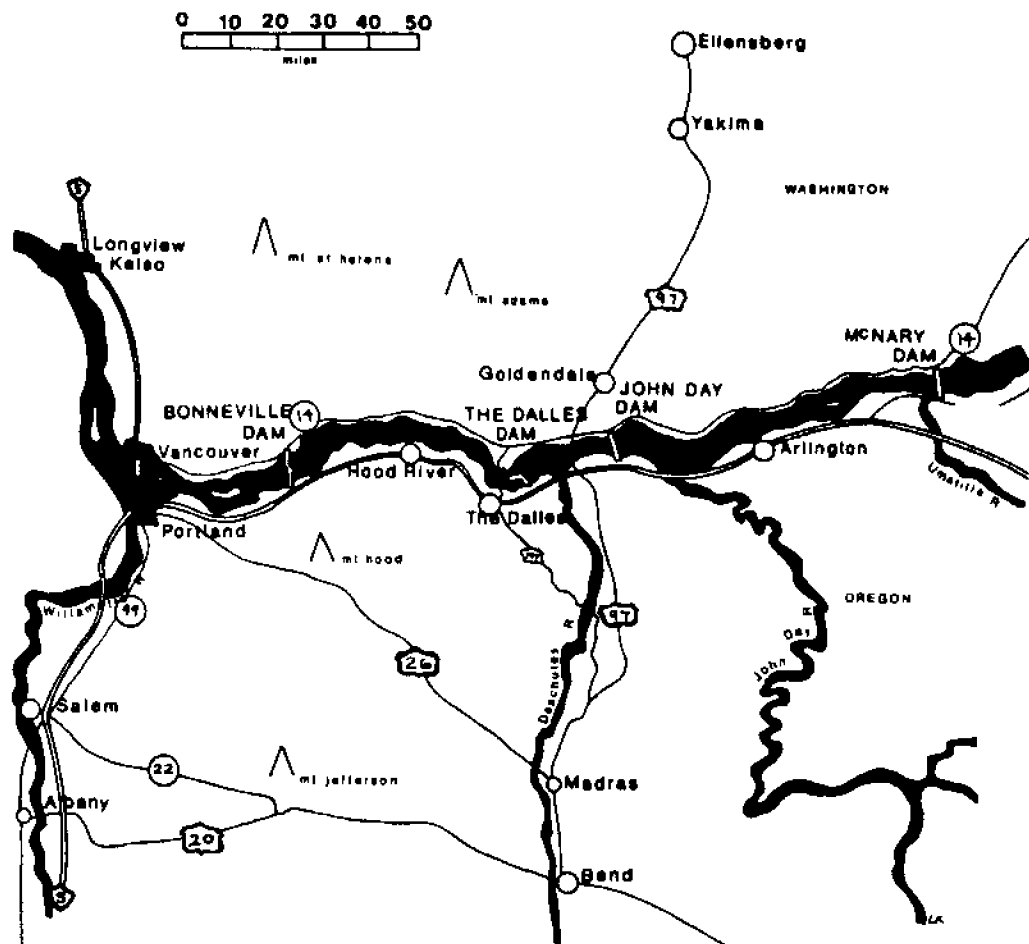 0 10 20 30 40 50
miles
Ellensberg
Yakima
WASHINGTON
5
Longview
Kelso
mt st helens
mt adams
97
McNARY
DAM
14
Goldendale
JOHN DAY
DAM
BONNEVILLE
DAM
14
THE DALLES
DAM
Vancouver
Hood River
Arlington
Umatilla R
The Dalles
Portland
mt hood
197
OREGON
99
R
97
26
John Day R
Deschutes R
Salem
22
mt jefferson
Madras
Albany
20
Bend
5
LK